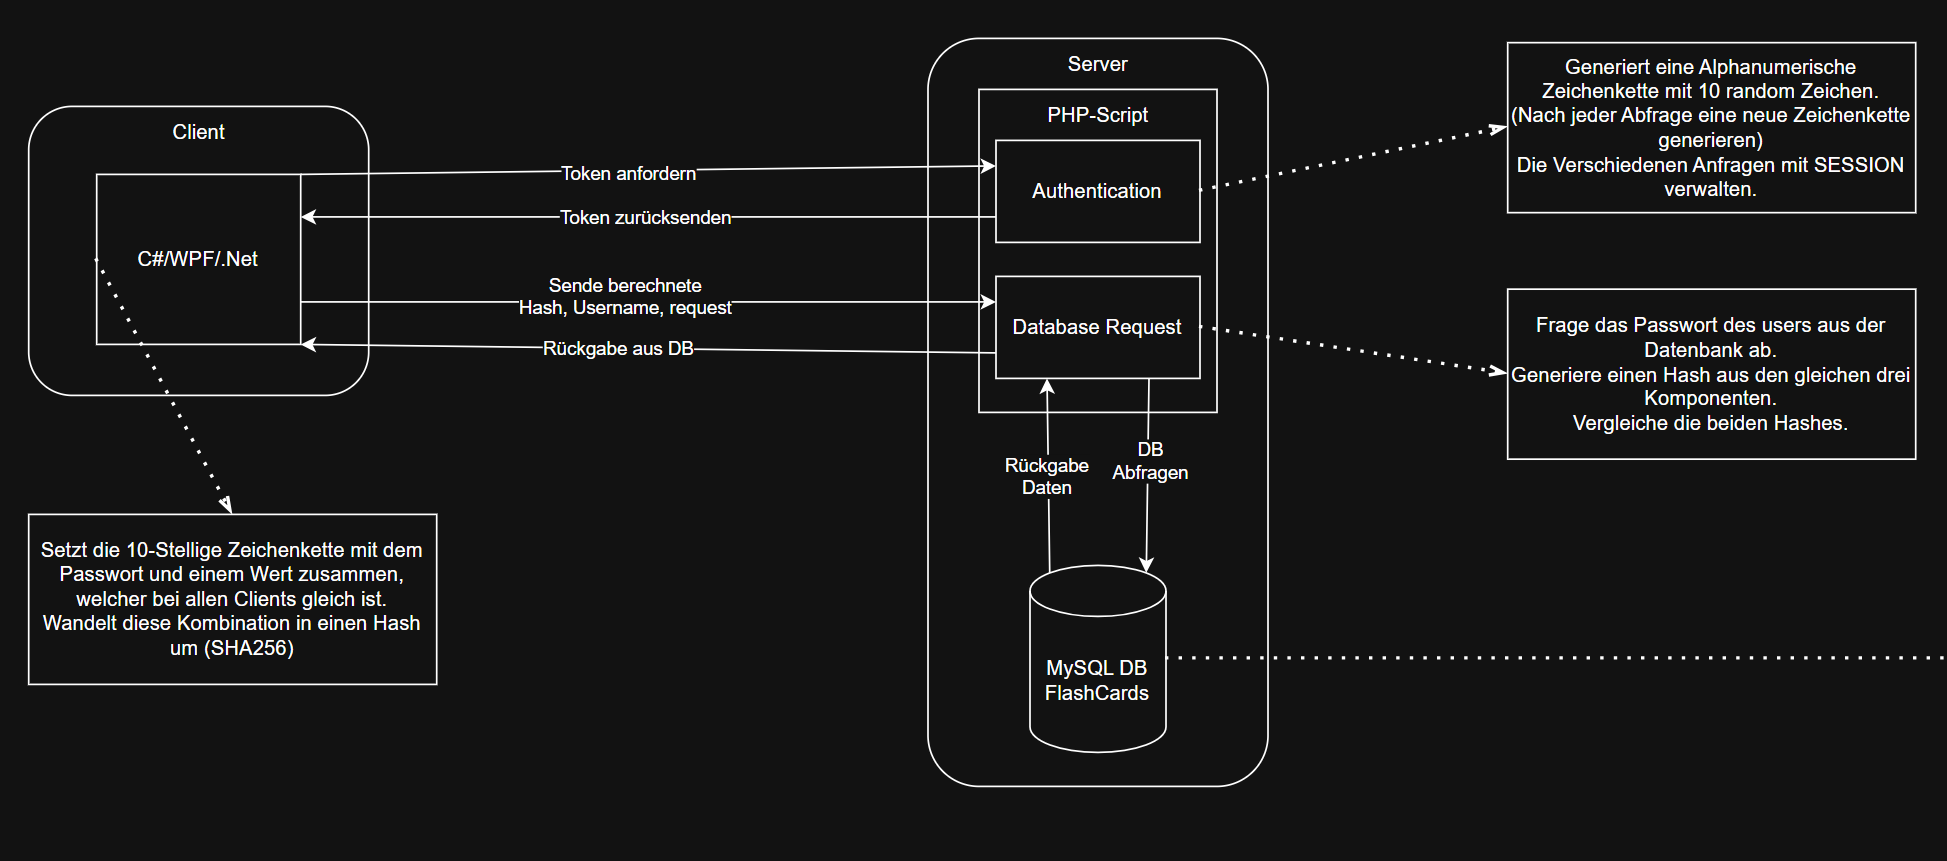 Client
C#/WPF/.Net
Setzt die 10-Stellige Zeichenkette mit dem
Passwort und einem Wert zusammen,
welcher bei allen Clients gleich ist.
Wandelt diese Kombination in einen Hash
um (SHA256)
Token anfordern
Token zurücksenden
Sende berechnete
Hash, Username, request
Rückgabe aus DB
Server
PHP-Script
Authentication
Database Request
Rückgabe
Daten
DB
Abfragen
MySQL DB
FlashCards
Generiert eine Alphanumerische
Zeichenkette mit 10 random Zeichen.
(Nach jeder Abfrage eine neue Zeichenkette
generieren)
Die Verschiedenen Anfragen mit SESSION
verwalten.
Frage das Passwort des users aus der
Datenbank ab.
Generiere einen Hash aus den gleichen drei
Komponenten.
Vergleiche die beiden Hashes.